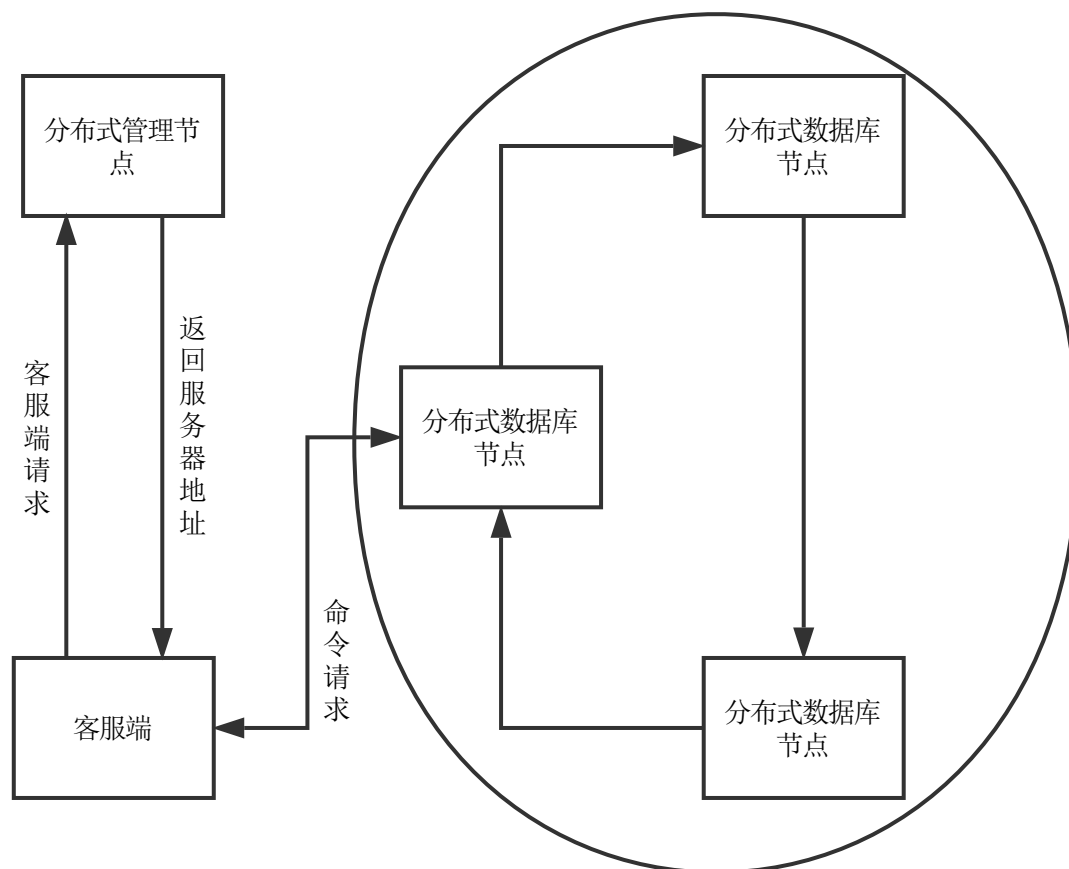 分布式管理节
点
分布式数据库
节点
客服端请求
返回服务器地址
分布式数据库
节点
命令请求
客服端
分布式数据库
节点